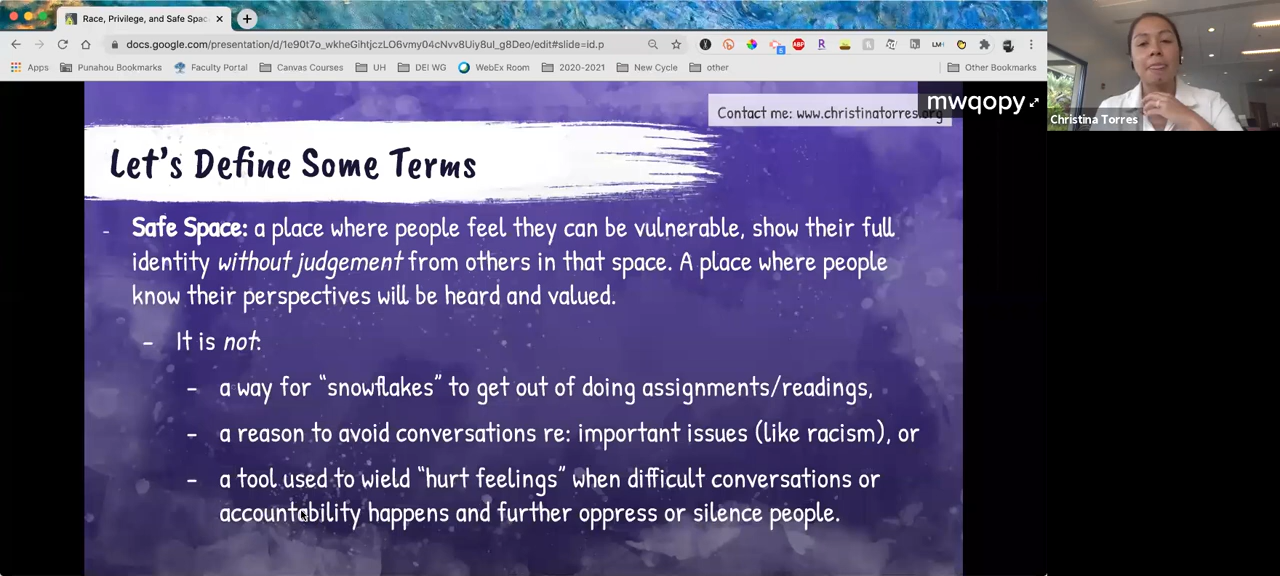 Race, Privilege, and Safe Spac
docs.google.com/presentation/d/1e90t7o_wkheGihtjczLO6vmy04cNvv8Uiy8ul_g8Deo/edit#slide=id.p
Apps Punahou Bookmarks Faculty Portal Canvas Courses UH DEI WG WebEx Room 2020-2021 New Cycle other Other Bookmarks
Contact me: www.christinatorres.org
mwqopy
Christina Torres
Let's Define Some Terms
- Safe Space: a place where people feel they can be vulnerable, show their full
identity without judgement from others in that space. A place where people
know their perspectives will be heard and valued.
- It is not:
- a way for "snowflakes" to get out of doing assignments/readings,
- a reason to avoid conversations re: important issues (like racism), or
- a tool used to wield "hurt feelings" when difficult conversations or
accountability happens and further oppress or silence people.